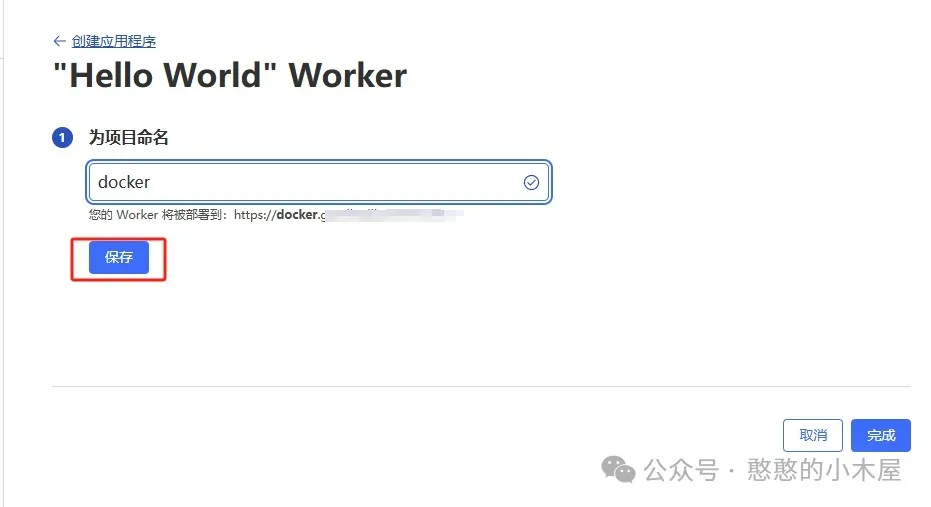 ← 创建应用程序
"Hello World" Worker
1 为项目命名
docker
您的 Worker 将被部署到：https://docker.g
保存
取消 完成
公众号 · 憨憨的小木屋